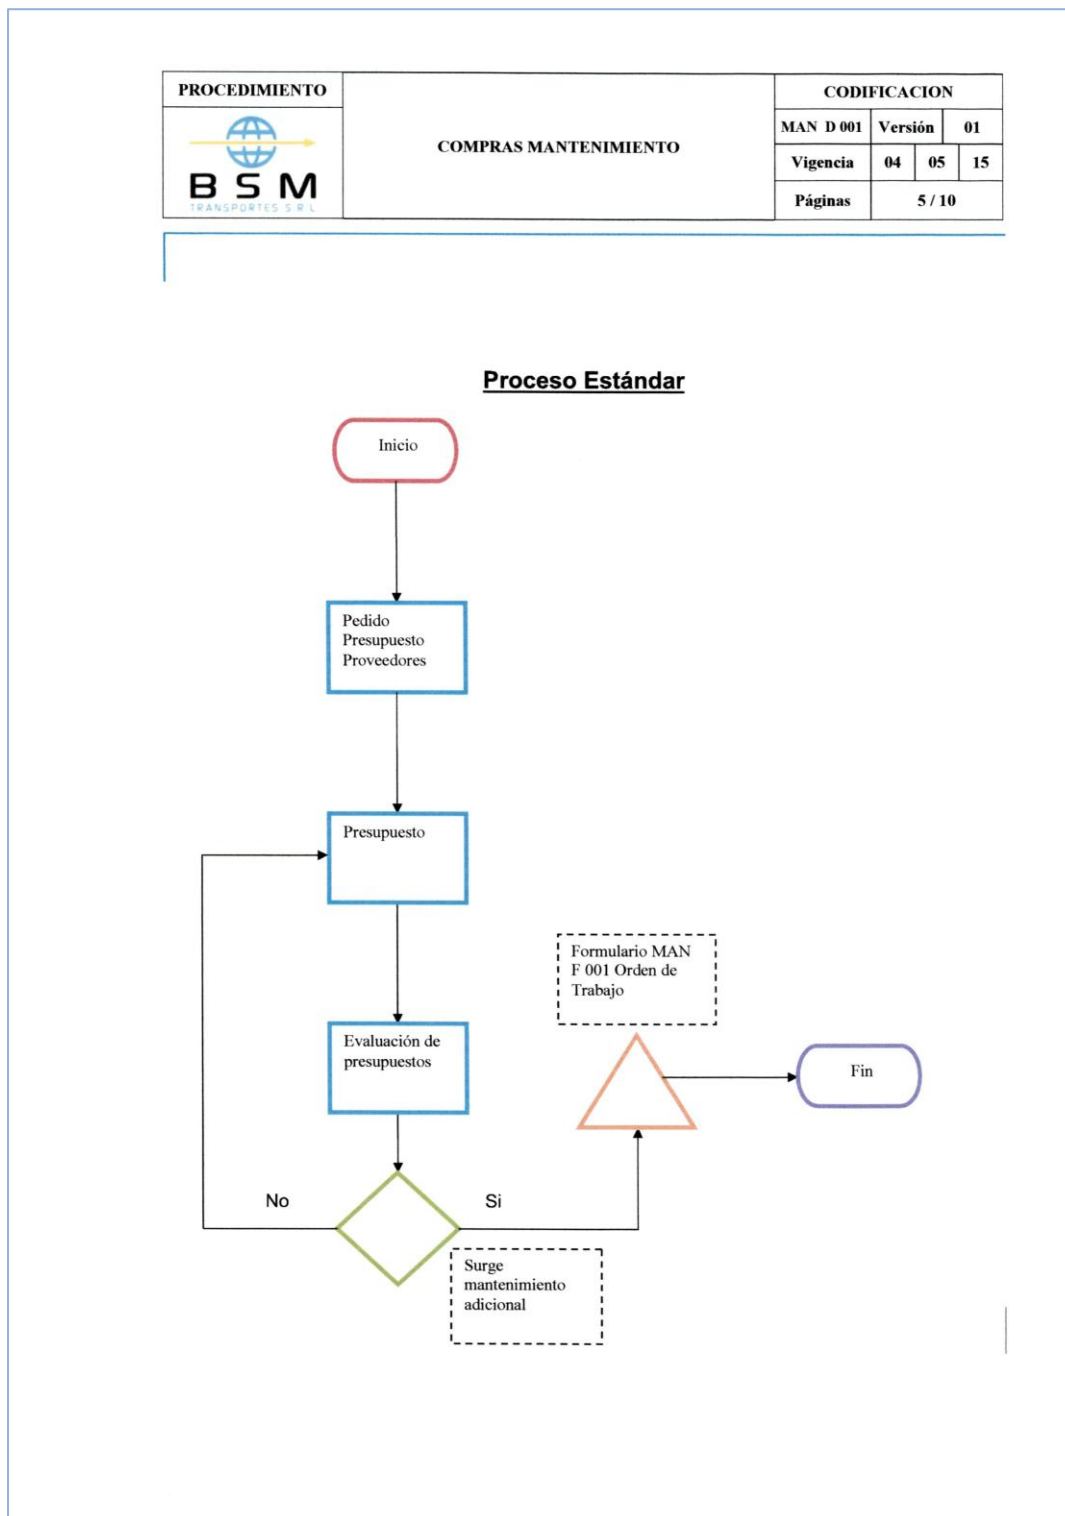 PROCEDIMIENTO
BSM
TRANSPORTES S.R.L
COMPRAS MANTENIMIENTO
CODIFICACION
MAN D 001 Versión 01
Vigencia 04 05 15
Páginas 5 / 10
Proceso Estándar
Inicio
Pedido
Presupuesto
Proveedores
Presupuesto
Evaluación de
presupuestos
No
Si
Surge
mantenimiento
adicional
Formulario MAN
F 001 Orden de
Trabajo
Fin